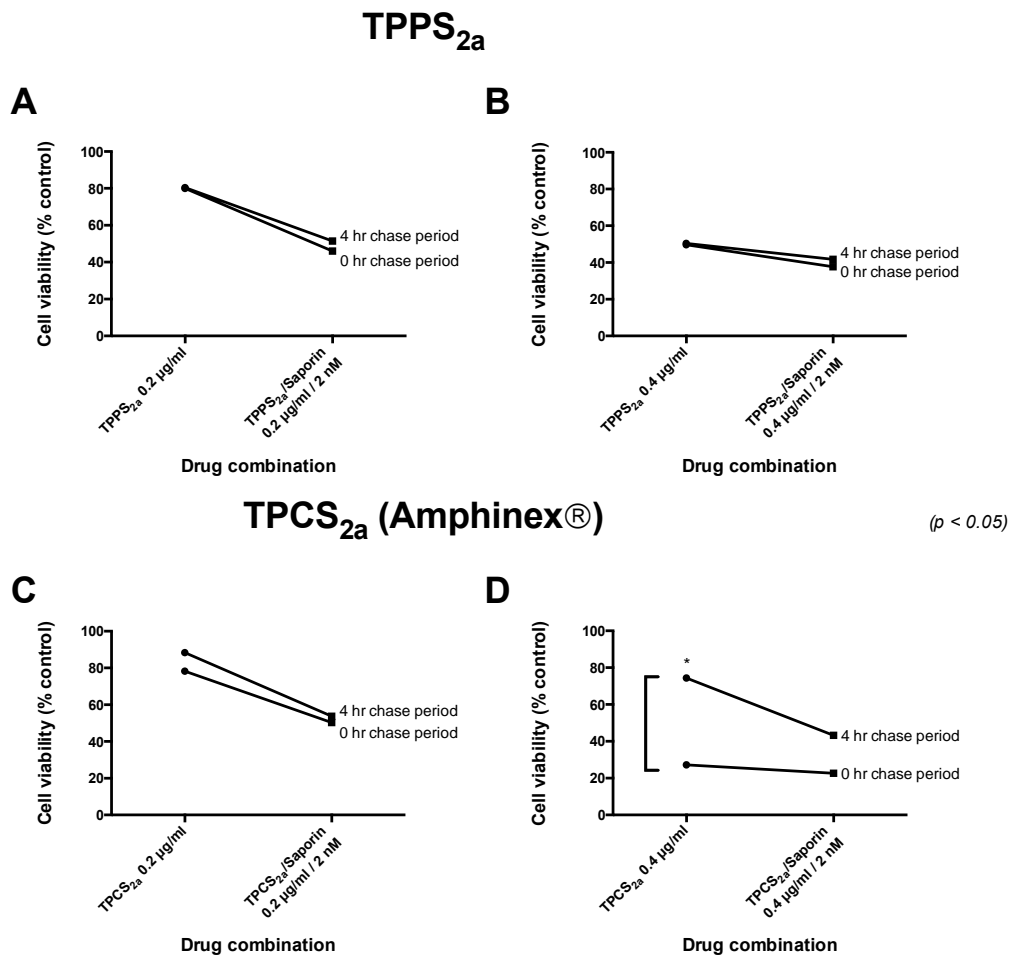 TPPS2a
A
B
Cell viability (% control)
100
80
60
40
20
0
4 hr chase period
0 hr chase period
TPPS2a 0.2 µg/ml
TPPS2a/Saporin
0.2 µg/ml / 2 nM
Drug combination
Cell viability (% control)
100
80
60
40
20
0
4 hr chase period
0 hr chase period
TPPS2a 0.4 µg/ml
TPPS2a/Saporin
0.4 µg/ml / 2 nM
Drug combination
TPCS2a (Amphinex®)
(p < 0.05)
C
D
Cell viability (% control)
100
80
60
40
20
0
4 hr chase period
0 hr chase period
TPCS2a 0.2 µg/ml
TPCS2a/Saporin
0.2 µg/ml / 2 nM
Drug combination
Cell viability (% control)
100
80
60
40
20
0
*
4 hr chase period
0 hr chase period
TPCS2a 0.4 µg/ml
TPCS2a/Saporin
0.4 µg/ml / 2 nM
Drug combination